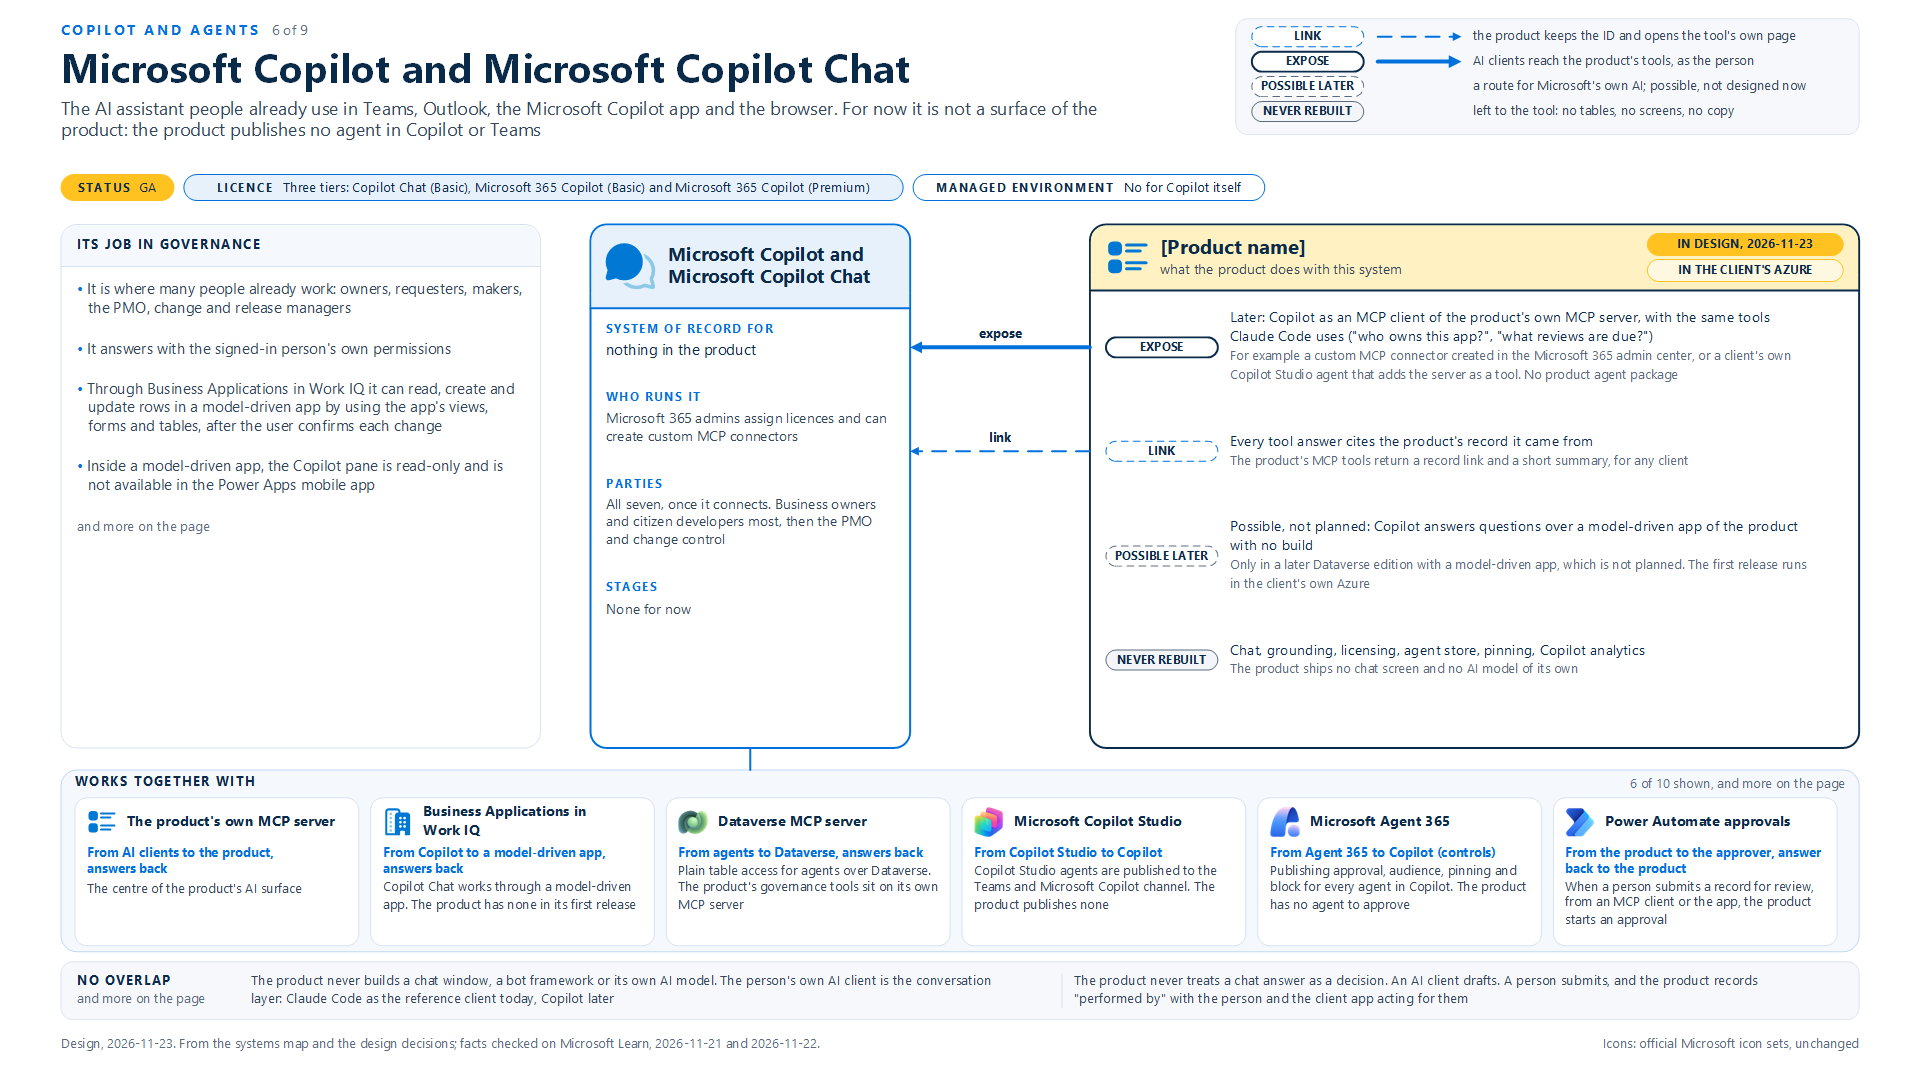 COPILOT AND AGENTS 6 of 9
Microsoft Copilot and Microsoft Copilot Chat
The AI assistant people already use in Teams, Outlook, the Microsoft Copilot app and the browser. For now it is not a surface of the
product: the product publishes no agent in Copilot or Teams
LINK the product keeps the ID and opens the tool's own page
EXPOSE AI clients reach the product's tools, as the person
POSSIBLE LATER a route for Microsoft's own AI; possible, not designed now
NEVER REBUILT left to the tool: no tables, no screens, no copy
STATUS GA
LICENCE Three tiers: Copilot Chat (Basic), Microsoft 365 Copilot (Basic) and Microsoft 365 Copilot (Premium)
MANAGED ENVIRONMENT No for Copilot itself
ITS JOB IN GOVERNANCE
• It is where many people already work: owners, requesters, makers,
the PMO, change and release managers
• It answers with the signed-in person's own permissions
• Through Business Applications in Work IQ it can read, create and
update rows in a model-driven app by using the app's views,
forms and tables, after the user confirms each change
• Inside a model-driven app, the Copilot pane is read-only and is
not available in the Power Apps mobile app
and more on the page
Microsoft Copilot and
Microsoft Copilot Chat
SYSTEM OF RECORD FOR
nothing in the product
WHO RUNS IT
Microsoft 365 admins assign licences and can
create custom MCP connectors
PARTIES
All seven, once it connects. Business owners
and citizen developers most, then the PMO
and change control
STAGES
None for now
expose
link
[Product name]
what the product does with this system
IN DESIGN, 2026-11-23
IN THE CLIENT'S AZURE
EXPOSE
Later: Copilot as an MCP client of the product's own MCP server, with the same tools
Claude Code uses ("who owns this app?", "what reviews are due?")
For example a custom MCP connector created in the Microsoft 365 admin center, or a client's own
Copilot Studio agent that adds the server as a tool. No product agent package
LINK
Every tool answer cites the product's record it came from
The product's MCP tools return a record link and a short summary, for any client
POSSIBLE LATER
Possible, not planned: Copilot answers questions over a model-driven app of the product
with no build
Only in a later Dataverse edition with a model-driven app, which is not planned. The first release runs
in the client's own Azure
NEVER REBUILT
Chat, grounding, licensing, agent store, pinning, Copilot analytics
The product ships no chat screen and no AI model of its own
WORKS TOGETHER WITH
6 of 10 shown, and more on the page
The product's own MCP server
From AI clients to the product,
answers back
The centre of the product's AI surface
Business Applications in
Work IQ
From Copilot to a model-driven app,
answers back
Copilot Chat works through a model-driven
app. The product has none in its first release
Dataverse MCP server
From agents to Dataverse, answers back
Plain table access for agents over Dataverse.
The product's governance tools sit on its own
MCP server
Microsoft Copilot Studio
From Copilot Studio to Copilot
Copilot Studio agents are published to the
Teams and Microsoft Copilot channel. The
product publishes none
Microsoft Agent 365
From Agent 365 to Copilot (controls)
Publishing approval, audience, pinning and
block for every agent in Copilot. The product
has no agent to approve
Power Automate approvals
From the product to the approver, answer
back to the product
When a person submits a record for review,
from an MCP client or the app, the product
starts an approval
NO OVERLAP
and more on the page
The product never builds a chat window, a bot framework or its own AI model. The person's own AI client is the conversation
layer: Claude Code as the reference client today, Copilot later
The product never treats a chat answer as a decision. An AI client drafts. A person submits, and the product records
"performed by" with the person and the client app acting for them
Design, 2026-11-23. From the systems map and the design decisions; facts checked on Microsoft Learn, 2026-11-21 and 2026-11-22.
Icons: official Microsoft icon sets, unchanged